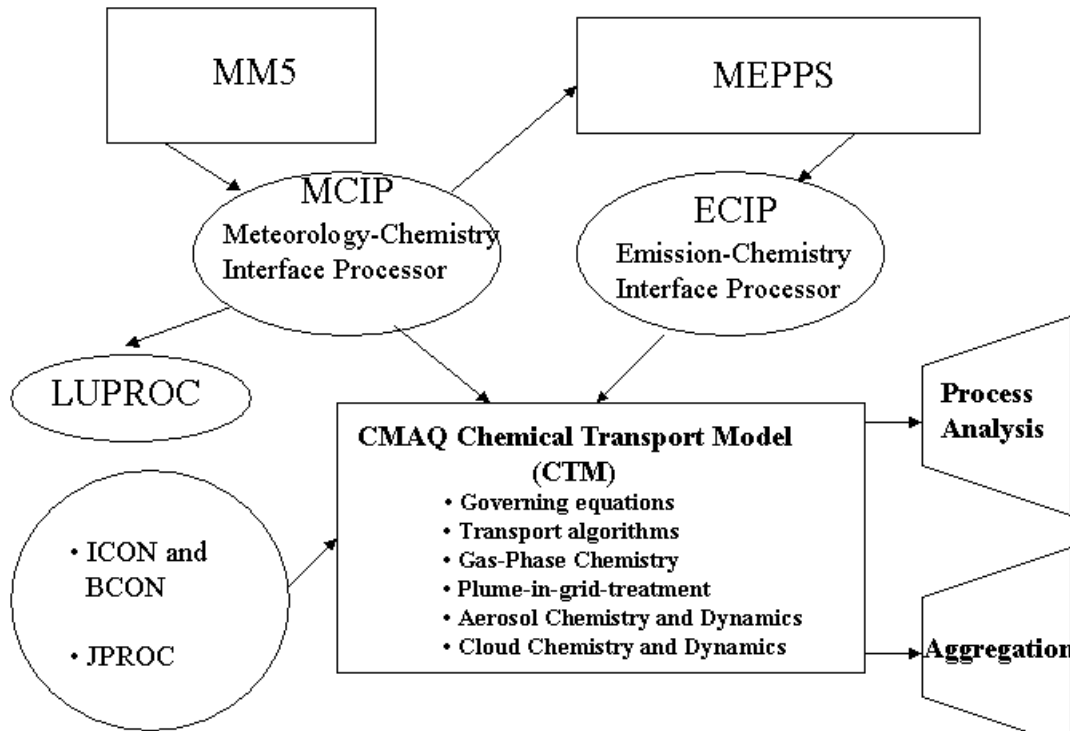 MM5
MEPPS
MCIP
Meteorology-Chemistry
Interface Processor
ECIP
Emission-Chemistry
Interface Processor
LUPROC
CMAQ Chemical Transport Model
(CTM)
• Governing equations
• Transport algorithms
• Gas-Phase Chemistry
• Plume-in-grid-treatment
• Aerosol Chemistry and Dynamics
• Cloud Chemistry and Dynamics
• ICON and
BCON
• JPROC
Process
Analysis
Aggregation